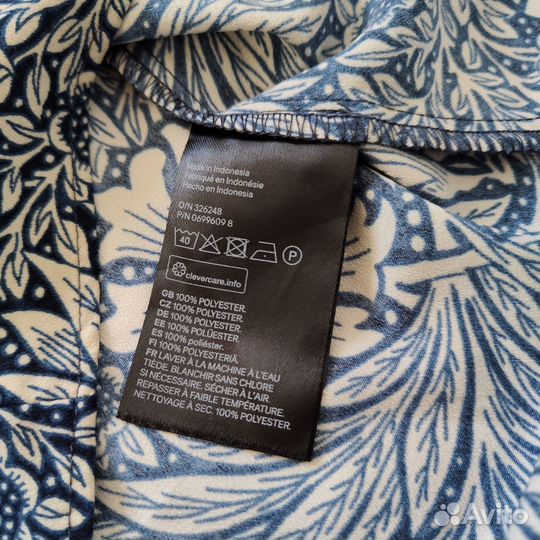 Made in Indonesia
Fabriqué en Indonésie
Hecho en Indonesia
O/N 326248
P/N 0699609 8
40 P
clevercare.info
GB 100% POLYESTER.
CZ 100% POLYESTER.
DE 100% POLYESTER.
EE 100% POLÜESTER.
ES 100% poliéster.
FI 100% POLYESTERIÄ.
FR LAVER À LA MACHINE À L'EAU
TIÈDE. BLANCHIR SANS CHLORE
SI NÉCESSAIRE. SÉCHER À L'AIR.
REPASSER À FAIBLE TEMPÉRATURE.
NETTOYAGE À SEC. 100% POLYESTER
Avito